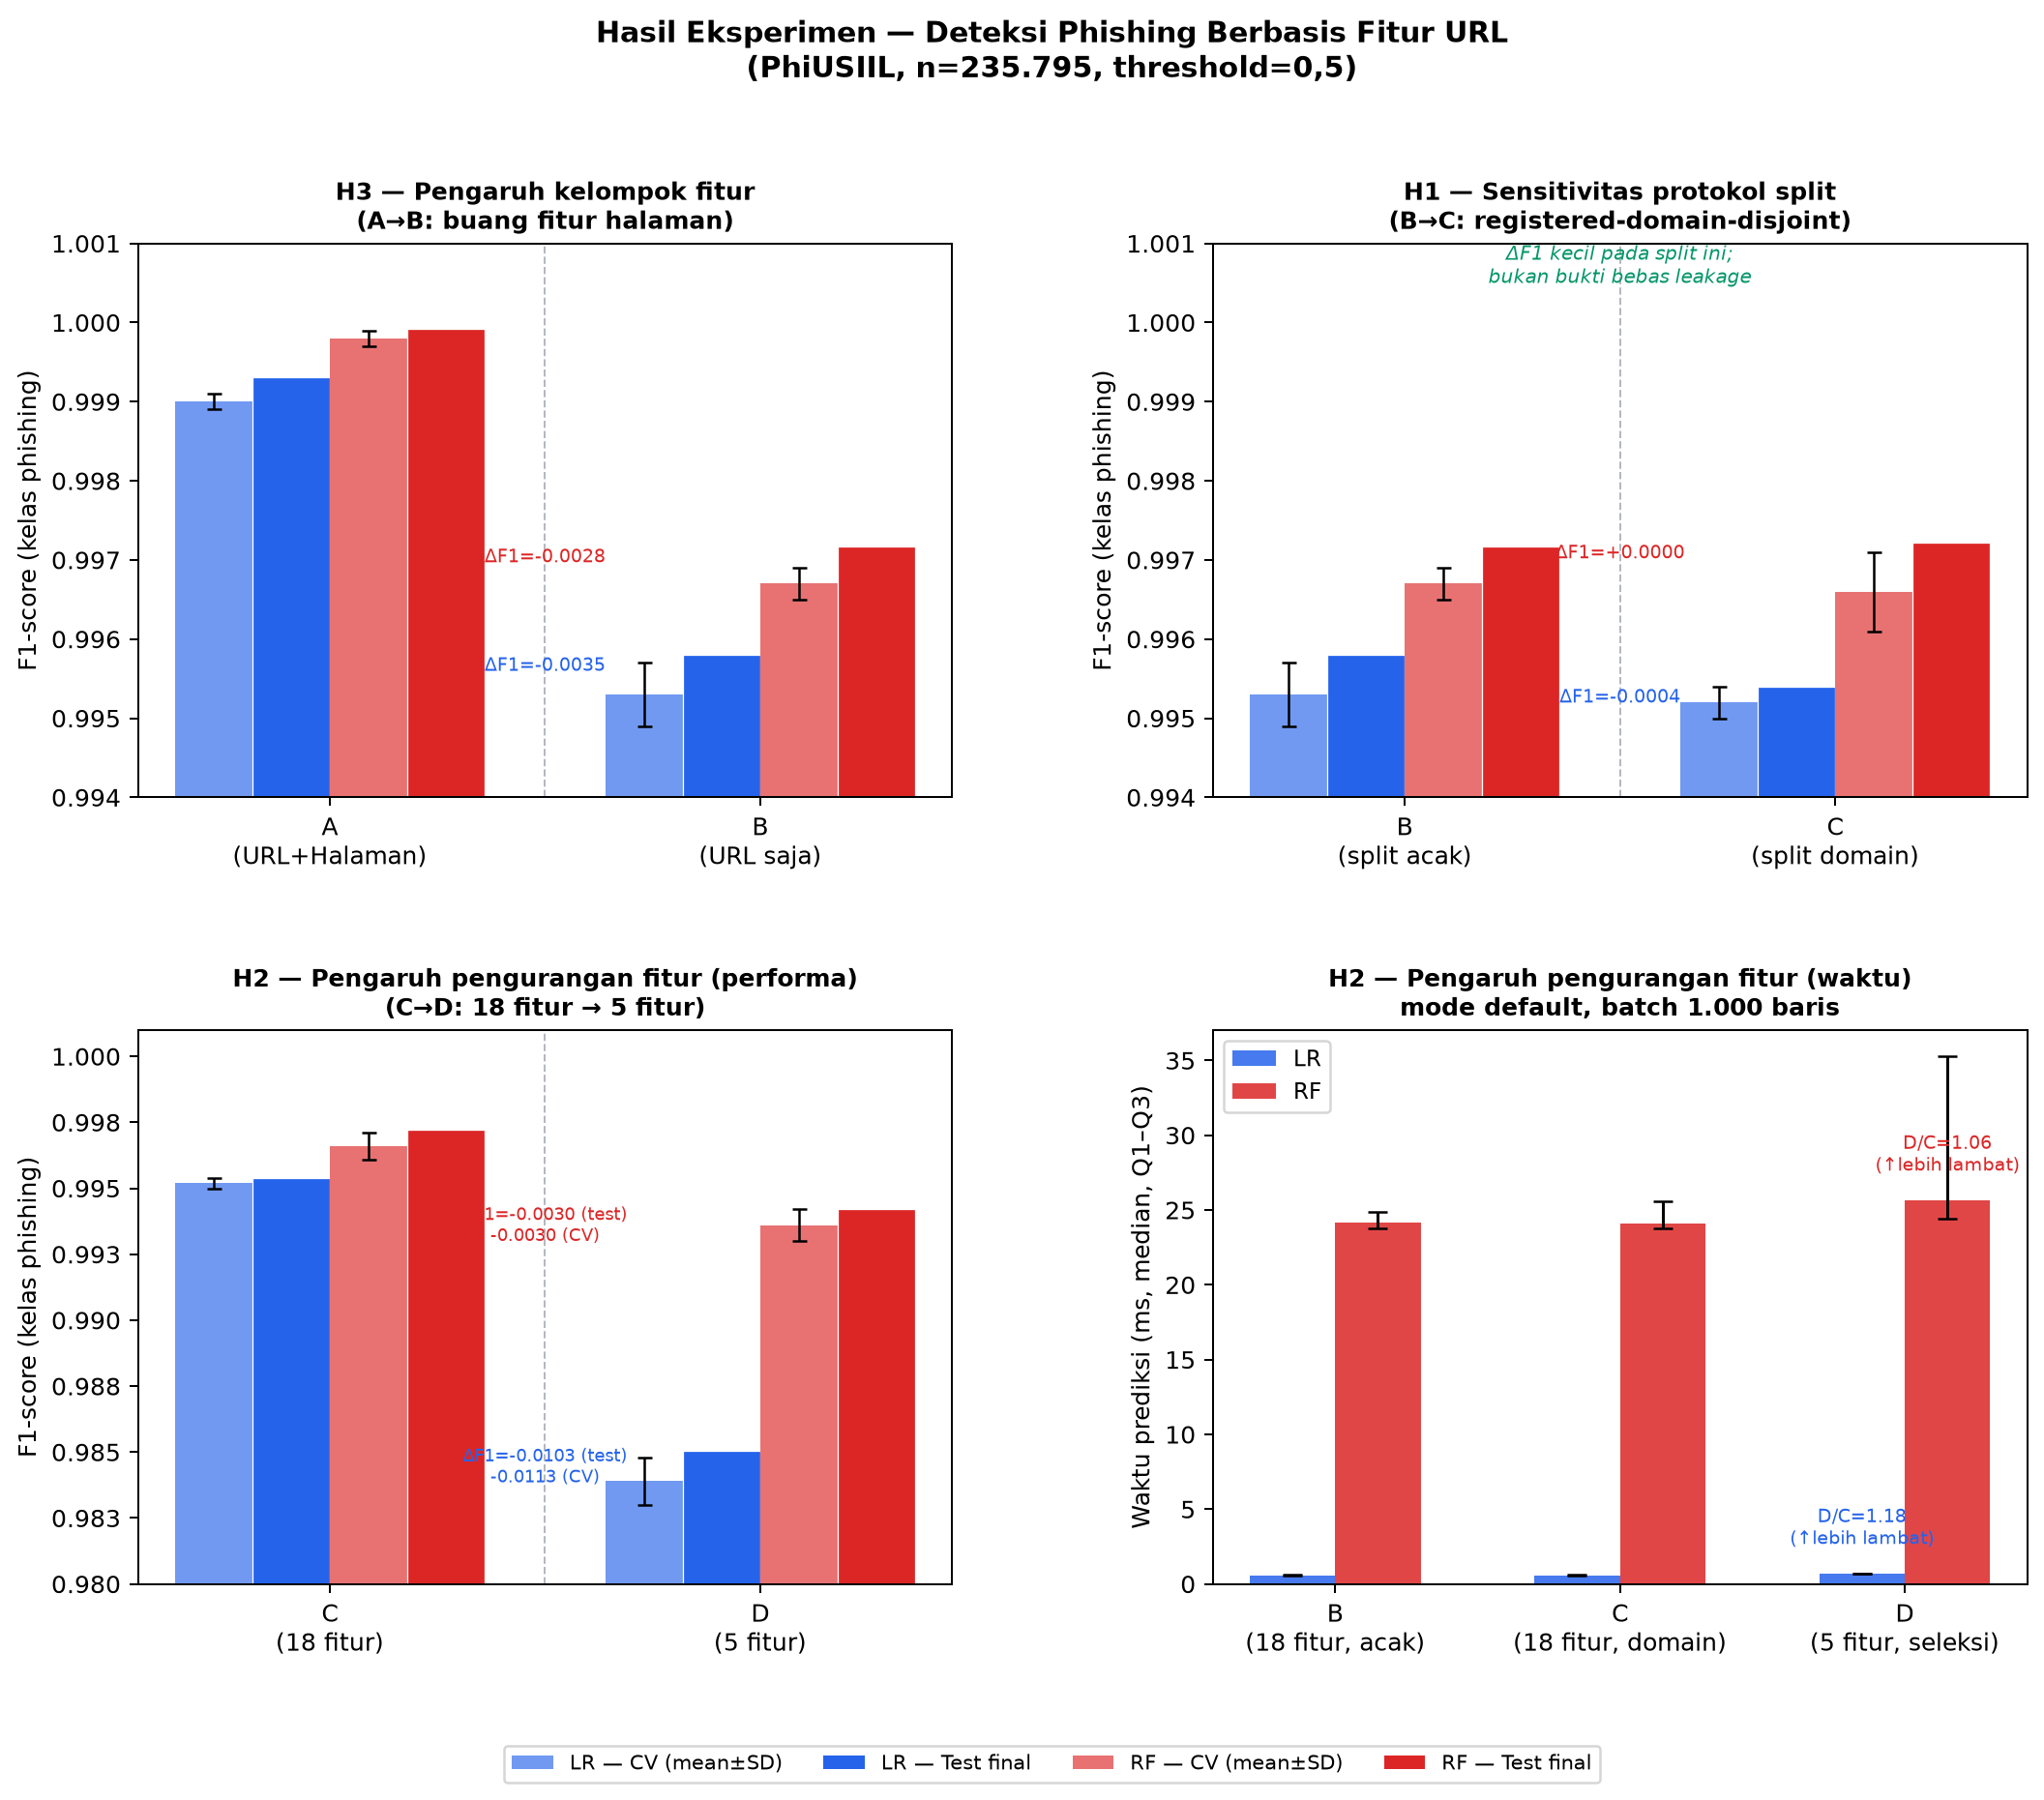 Hasil Eksperimen — Deteksi Phishing Berbasis Fitur URL
(PhiUSIIL, n=235.795, threshold=0,5)
H3 — Pengaruh kelompok fitur
(A→B: buang fitur halaman)
F1-score (kelas phishing)
1.001
1.000
0.999
0.998
0.997
0.996
0.995
0.994
ΔF1=-0.0028
ΔF1=-0.0035
A
(URL+Halaman)
B
(URL saja)
H1 — Sensitivitas protokol split
(B→C: registered-domain-disjoint)
ΔF1 kecil pada split ini;
bukan bukti bebas leakage
F1-score (kelas phishing)
1.001
1.000
0.999
0.998
0.997
0.996
0.995
0.994
ΔF1=+0.0000
ΔF1=-0.0004
B
(split acak)
C
(split domain)
H2 — Pengaruh pengurangan fitur (performa)
(C→D: 18 fitur → 5 fitur)
F1-score (kelas phishing)
1.000
0.998
0.995
0.993
0.990
0.988
0.985
0.983
0.980
1=-0.0030 (test)
-0.0030 (CV)
ΔF1=-0.0103 (test)
-0.0113 (CV)
C
(18 fitur)
D
(5 fitur)
H2 — Pengaruh pengurangan fitur (waktu)
mode default, batch 1.000 baris
Waktu prediksi (ms, median, Q1–Q3)
35
30
25
20
15
10
5
0
LR
RF
D/C=1.06
(↑lebih lambat)
D/C=1.18
(↑lebih lambat)
B
(18 fitur, acak)
C
(18 fitur, domain)
D
(5 fitur, seleksi)
LR — CV (mean±SD)
LR — Test final
RF — CV (mean±SD)
RF — Test final